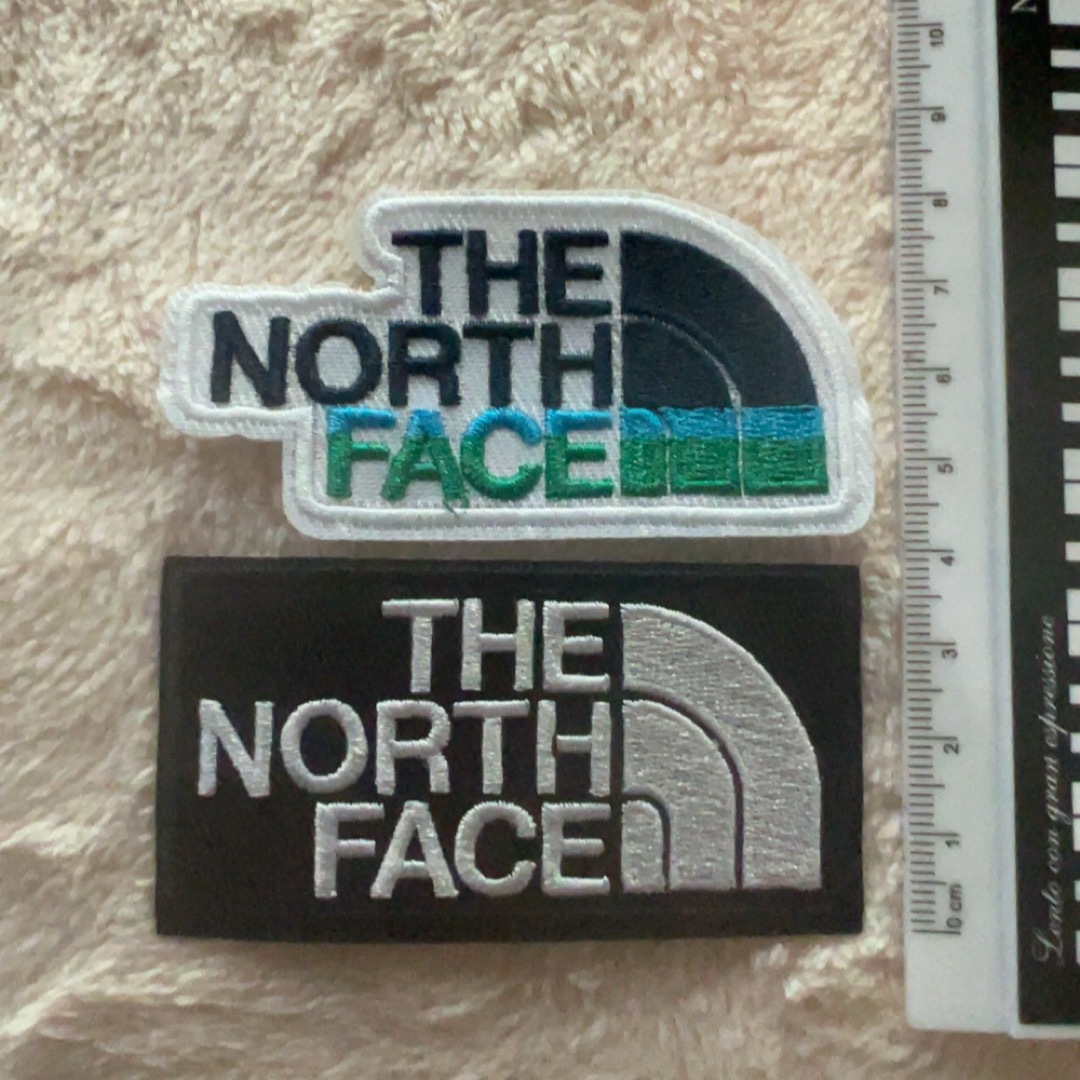 THE
NORTH
FACE
THE
NORTH
FACE
10
9
8
7
6
5
4
3
2
1
0 cm
Lento con gran espressione